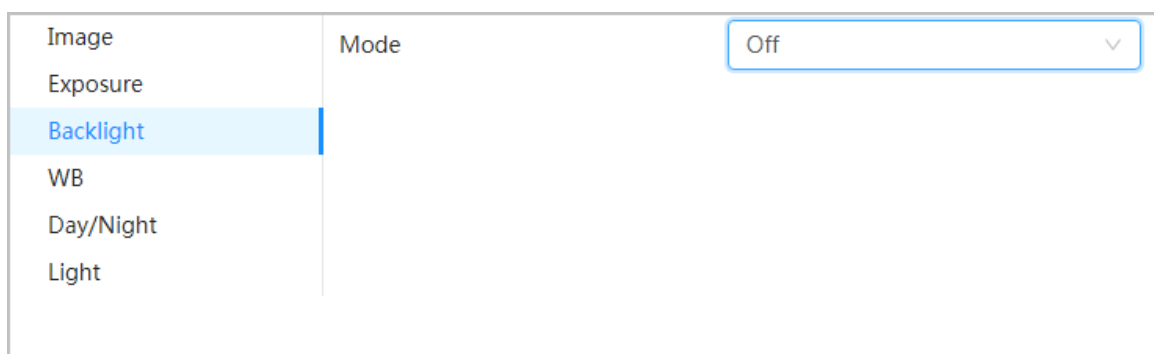 Image
Exposure
Backlight
WB
Day/Night
Light
Mode
Off